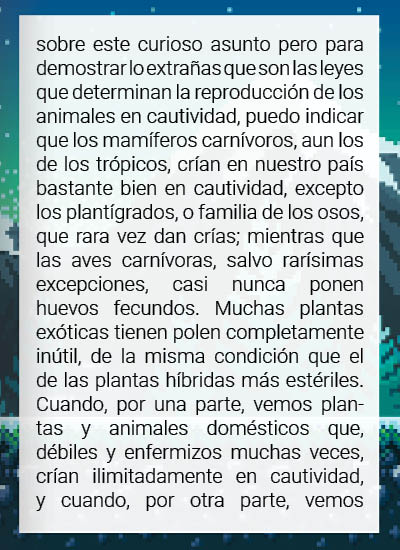 sobre este curioso asunto pero para
demostrar lo extrañas que son las leyes
que determinan la reproducción de los
animales en cautividad, puedo indicar
que los mamíferos carnívoros, aun los
de los trópicos, crían en nuestro país
bastante bien en cautividad, excepto
los plantígrados, o familia de los osos,
que rara vez dan crías; mientras que
las aves carnívoras, salvo rarísimas
excepciones, casi nunca ponen
huevos fecundos. Muchas plantas
exóticas tienen polen completamente
inútil, de la misma condición que el
de las plantas híbridas más estériles.
Cuando, por una parte, vemos plan-
tas y animales domésticos que,
débiles y enfermizos muchas veces,
crían ilimitadamente en cautividad,
y cuando, por otra parte, vemos